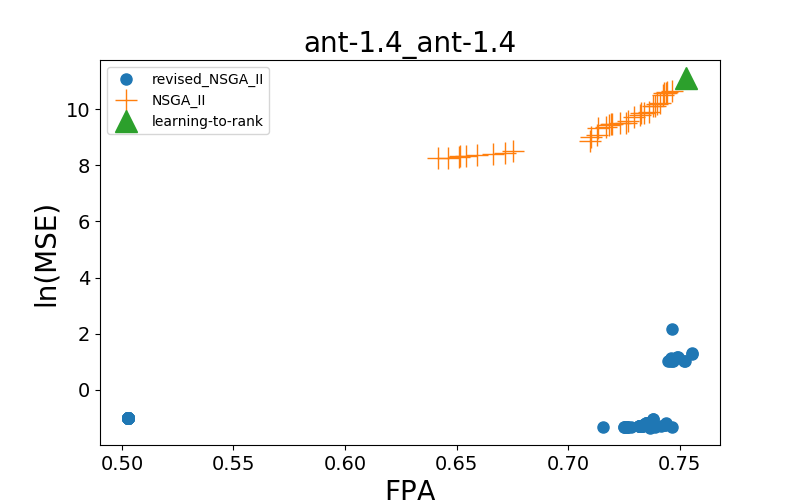 ant-1.4_ant-1.4
revised_NSGA_II
NSGA_II
learning-to-rank
ln(MSE)
10
8
6
4
2
0
0.50 0.55 0.60 0.65 0.70 0.75
FPA